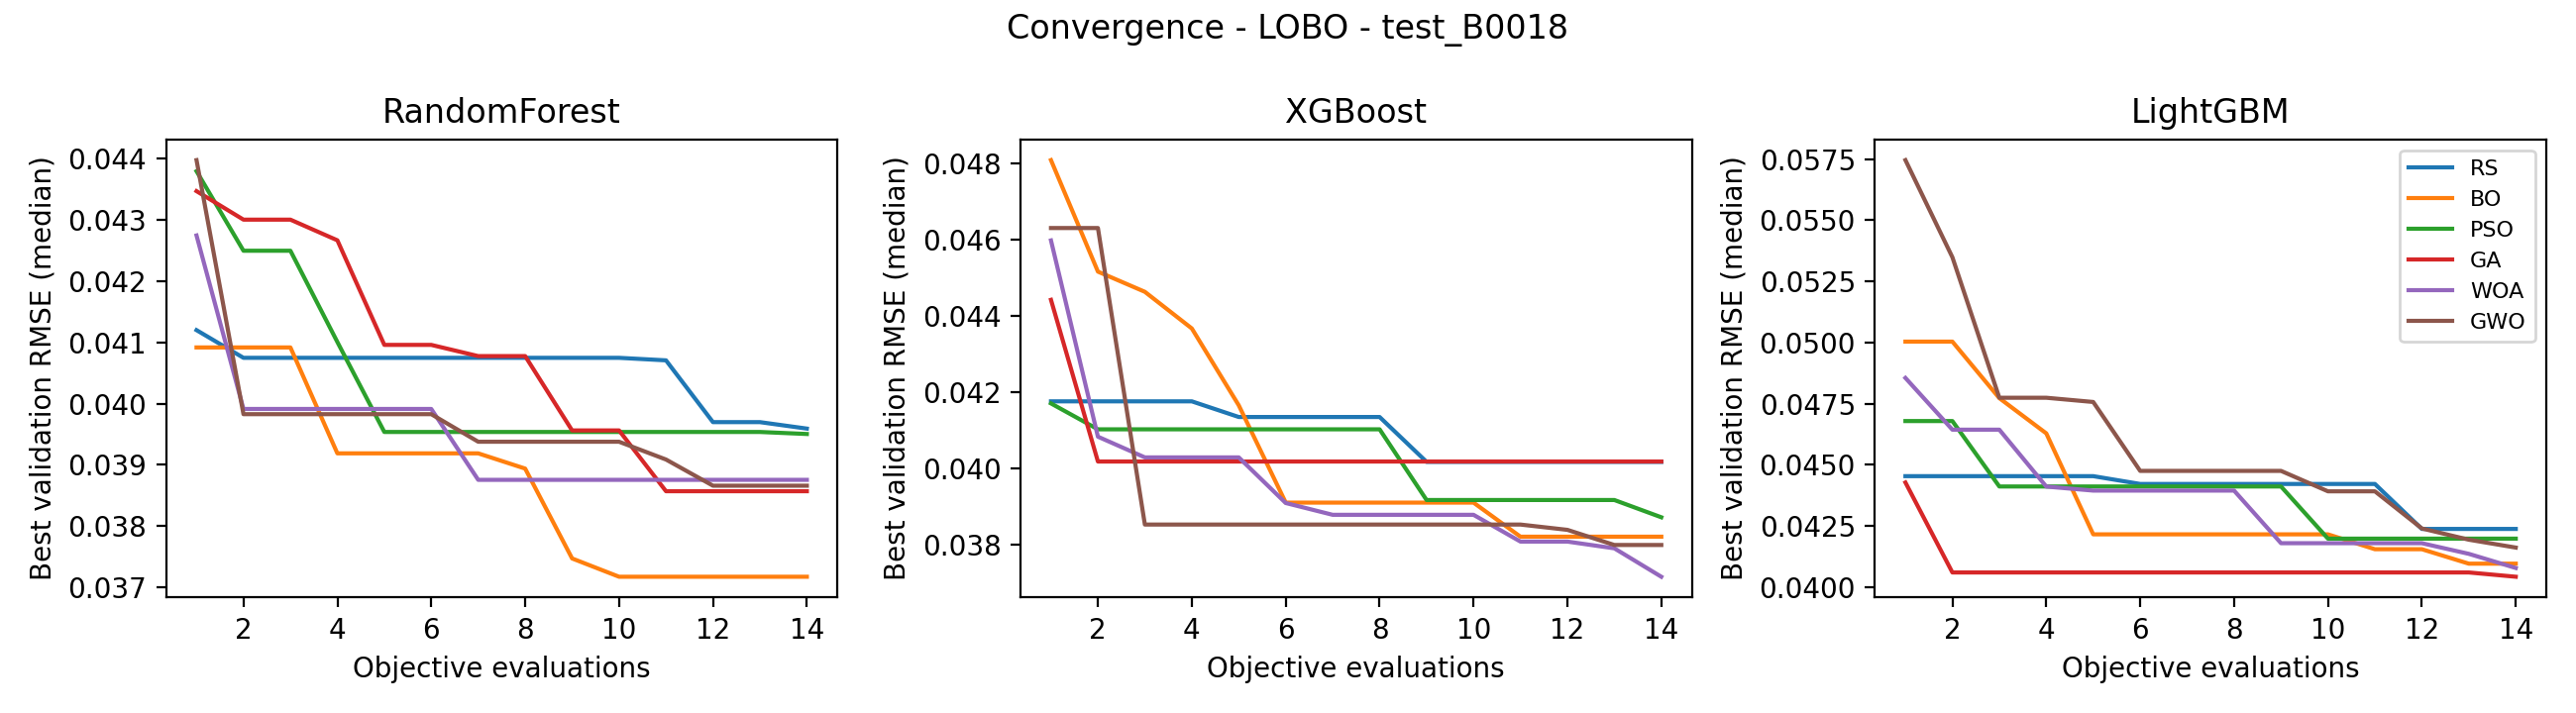 Convergence - LOBO - test_B0018
RandomForest
Best validation RMSE (median)
0.044
0.043
0.042
0.041
0.040
0.039
0.038
0.037
2 4 6 8 10 12 14
Objective evaluations
XGBoost
Best validation RMSE (median)
0.048
0.046
0.044
0.042
0.040
0.038
2 4 6 8 10 12 14
Objective evaluations
LightGBM
Best validation RMSE (median)
0.0575
0.0550
0.0525
0.0500
0.0475
0.0450
0.0425
0.0400
2 4 6 8 10 12 14
Objective evaluations
RS
BO
PSO
GA
WOA
GWO